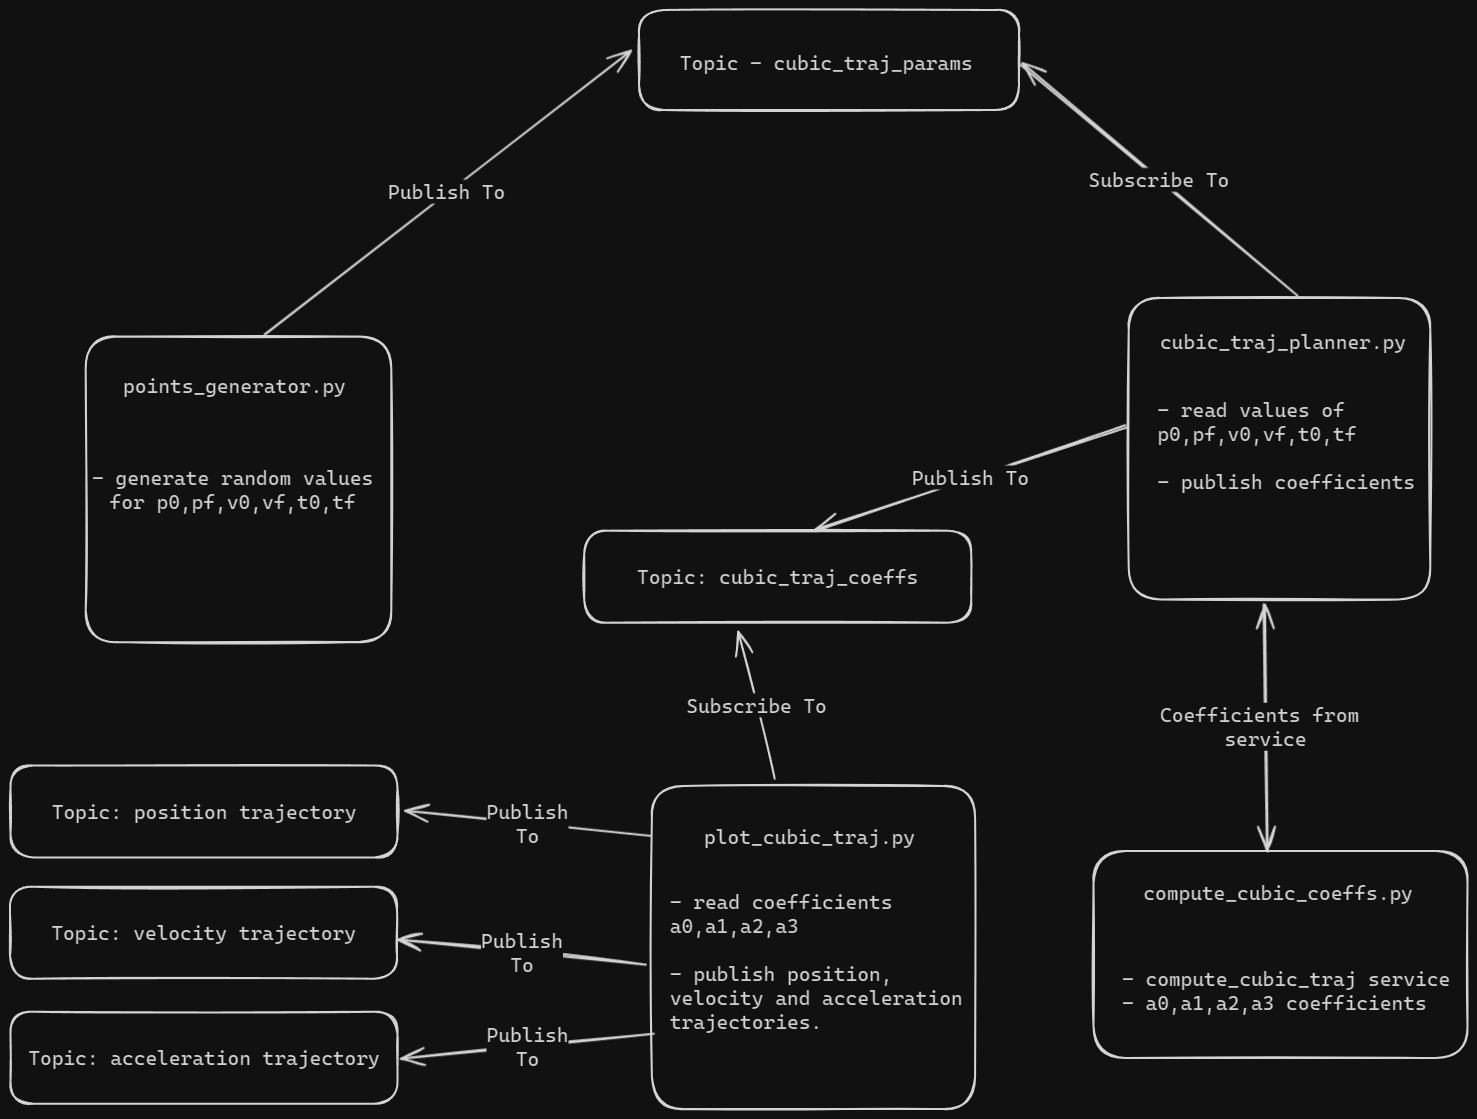 Topic - cubic_traj_params
Publish To
Subscribe To
points_generator.py
- generate random values
for p0,pf,v0,vf,t0,tf
cubic_traj_planner.py
- read values of
p0,pf,v0,vf,t0,tf
- publish coefficients
Publish To
Topic: cubic_traj_coeffs
Subscribe To
Coefficients from
service
Topic: position trajectory
Publish
To
Topic: velocity trajectory
Publish
To
Topic: acceleration trajectory
Publish
To
plot_cubic_traj.py
- read coefficients
a0,a1,a2,a3
- publish position,
velocity and acceleration
trajectories.
compute_cubic_coeffs.py
- compute_cubic_traj service
- a0,a1,a2,a3 coefficients